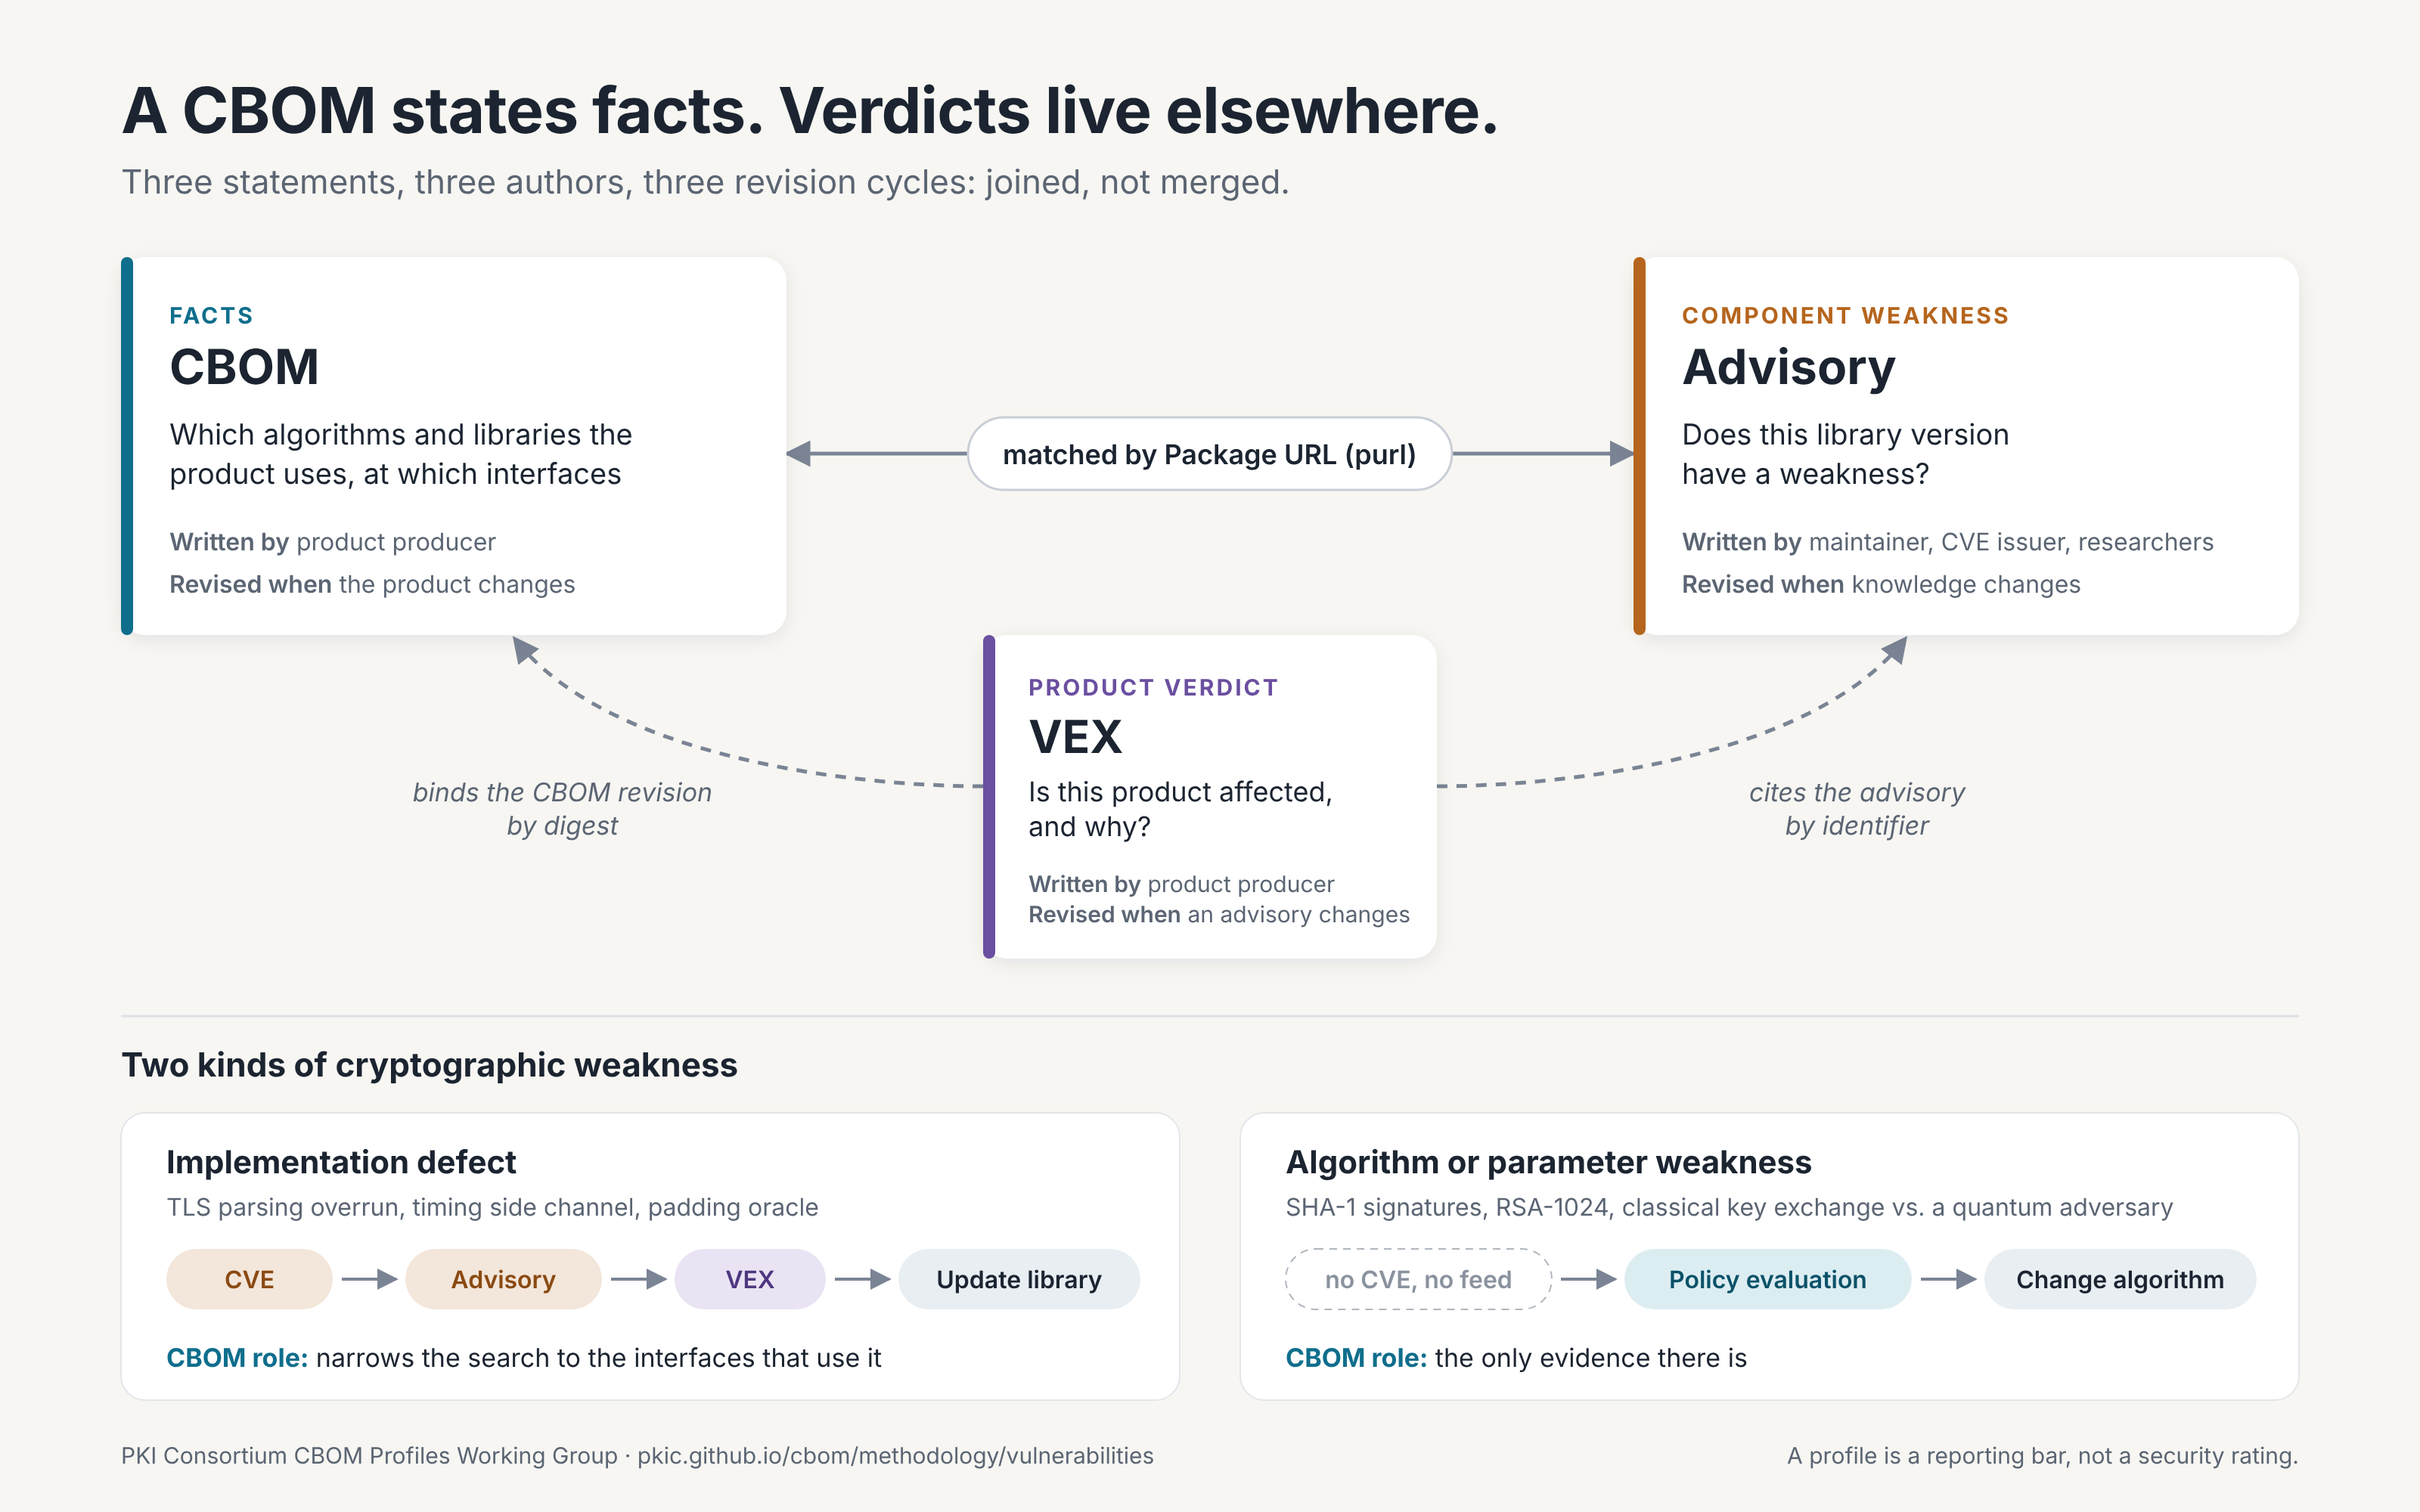 A CBOM states facts. Verdicts live elsewhere.
Three statements, three authors, three revision cycles: joined, not merged.
FACTS
CBOM
Which algorithms and libraries the
product uses, at which interfaces
Written by product producer
Revised when the product changes
matched by Package URL (purl)
COMPONENT WEAKNESS
Advisory
Does this library version
have a weakness?
Written by maintainer, CVE issuer, researchers
Revised when knowledge changes
binds the CBOM revision
by digest
PRODUCT VERDICT
VEX
Is this product affected,
and why?
Written by product producer
Revised when an advisory changes
cites the advisory
by identifier
Two kinds of cryptographic weakness
Implementation defect
TLS parsing overrun, timing side channel, padding oracle
CVE
Advisory
VEX
Update library
CBOM role: narrows the search to the interfaces that use it
Algorithm or parameter weakness
SHA-1 signatures, RSA-1024, classical key exchange vs. a quantum adversary
no CVE, no feed
Policy evaluation
Change algorithm
CBOM role: the only evidence there is
PKI Consortium CBOM Profiles Working Group · pkic.github.io/cbom/methodology/vulnerabilities
A profile is a reporting bar, not a security rating.